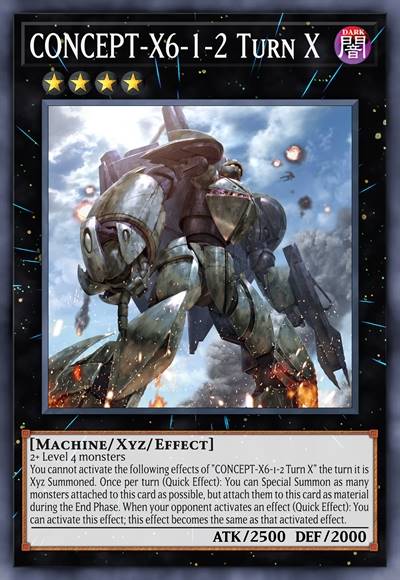 CONCEPT-X6-1-2 TURN X
DARK
闇
[MACHINE/XYZ/EFFECT]
2+ Level 4 monsters
You cannot activate the following effects of "CONCEPT-X6-1-2 Turn X" the turn it is
Xyz Summoned. Once per turn (Quick Effect): You can Special Summon as many
monsters attached to this card as possible, but attach them to this card as material
during the End Phase. When your opponent activates an effect (Quick Effect): You
can activate this effect; this effect becomes the same as that activated effect.
ATK/2500 DEF/2000